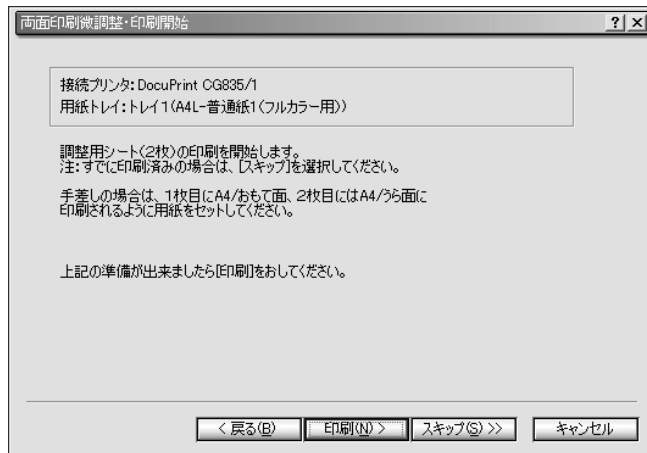 両面印刷微調整・印刷開始
接続プリンタ:DocuPrint CG835/1
用紙トレイ:トレイ1(A4L-普通紙1(フルカラー用))
調整用シート(2枚)の印刷を開始します。
注:すでに印刷済みの場合は、[スキップ]を選択してください。
手差しの場合は、1枚目にA4/おもて面、2枚目にはA4/うら面に
印刷されるように用紙をセットしてください。
上記の準備が出来ましたら[印刷]をおしてください。
< 戻る(B) 印刷(N) > スキップ(S) >> キャンセル